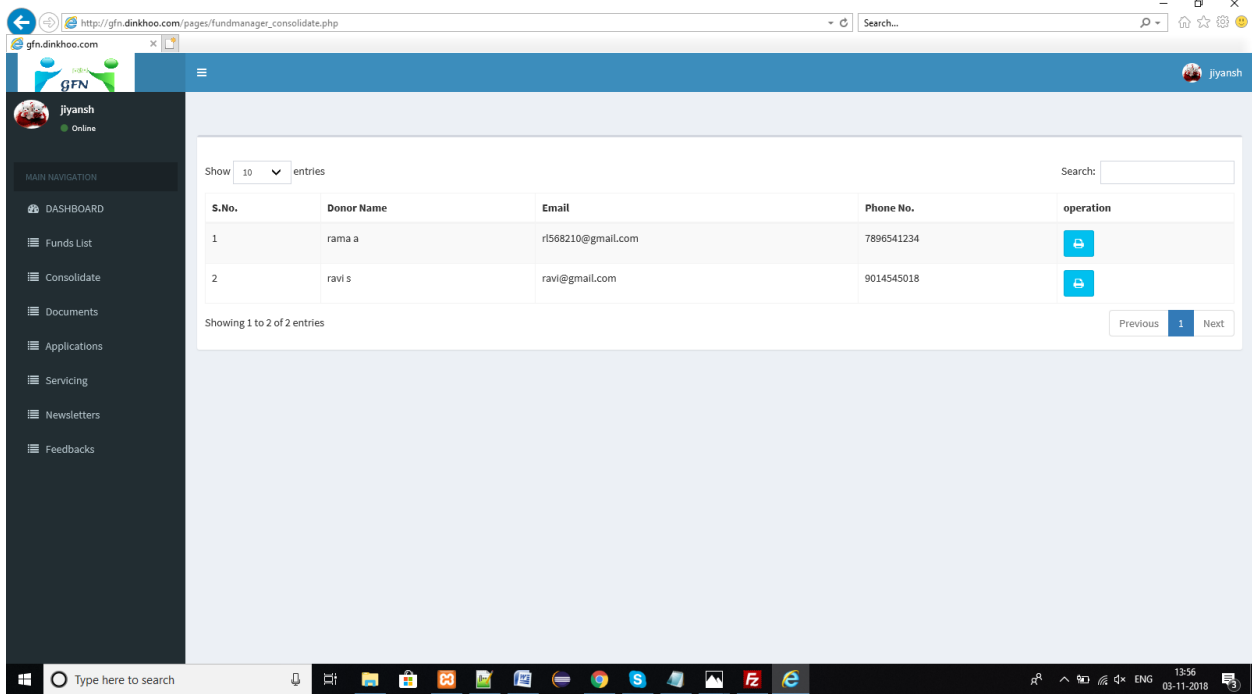 http://gfn.dinkhoo.com/pages/fundmanager_consolidate.php
Search...
gfn.dinkhoo.com
GFN
jiyansh
jiyansh
Online
MAIN NAVIGATION
DASHBOARD
Funds List
Consolidate
Documents
Applications
Servicing
Newsletters
Feedbacks
Show 10 entries Search:
S.No. Donor Name Email Phone No. operation
1 rama a rl568210@gmail.com 7896541234
2 ravi s ravi@gmail.com 9014545018
Showing 1 to 2 of 2 entries Previous 1 Next
Type here to search
ENG
13:56
03-11-2018
3